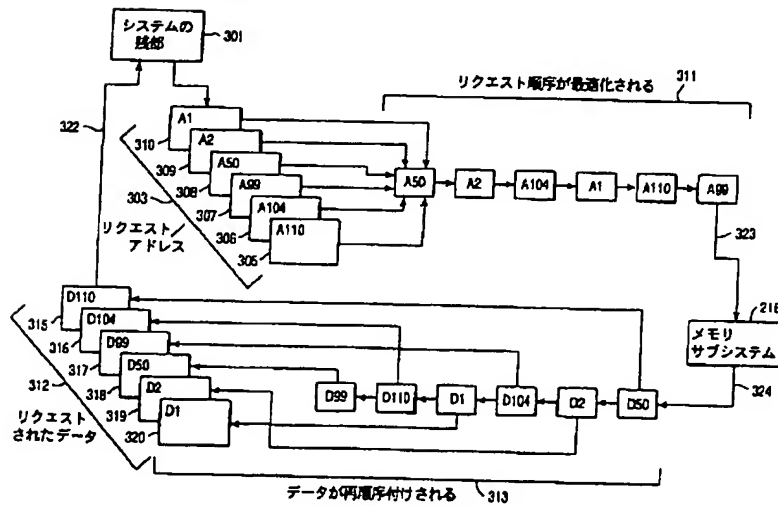 システムの
残部
301
リクエスト順序が最適化される
311
322
A1
310
A2
309
A50
308
A99
307
A104
306
A110
305
303
リクエスト/
アドレス
A50
A2
A104
A1
A110
A99
323
218
メモリ
サブシステム
324
D110
315
D104
316
D99
317
D50
318
D2
319
D1
320
312
リクエスト
されたデータ
D99
D110
D1
D104
D2
D50
データが再順序付けされる
313